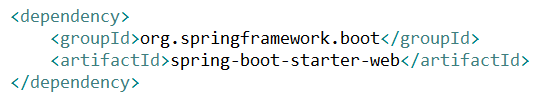 <dependency>
    <groupId>org.springframework.boot</groupId>
    <artifactId>spring-boot-starter-web</artifactId>
</dependency>